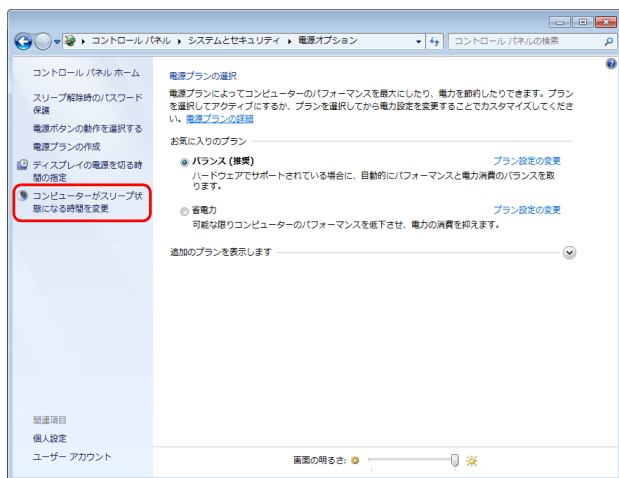 コントロール パネル ▸ システムとセキュリティ ▸ 電源オプション
コントロール パネルの検索
コントロール パネル ホーム
スリープ解除時のパスワード
保護
電源ボタンの動作を選択する
電源プランの作成
ディスプレイの電源を切る時
間の指定
コンピューターがスリープ状
態になる時間を変更
電源プランの選択
電源プランによってコンピューターのパフォーマンスを最大にしたり、電力を節約したりできます。プラン
を選択してアクティブにするか、プランを選択してから電力設定を変更することでカスタマイズしてくださ
い。電源プランの詳細
お気に入りのプラン
バランス (推奨) プラン設定の変更
ハードウェアでサポートされている場合に、自動的にパフォーマンスと電力消費のバランスを取
ります。
省電力 プラン設定の変更
可能な限りコンピューターのパフォーマンスを低下させ、電力の消費を抑えます。
追加のプランを表示します
関連項目
個人設定
ユーザー アカウント
画面の明るさ: